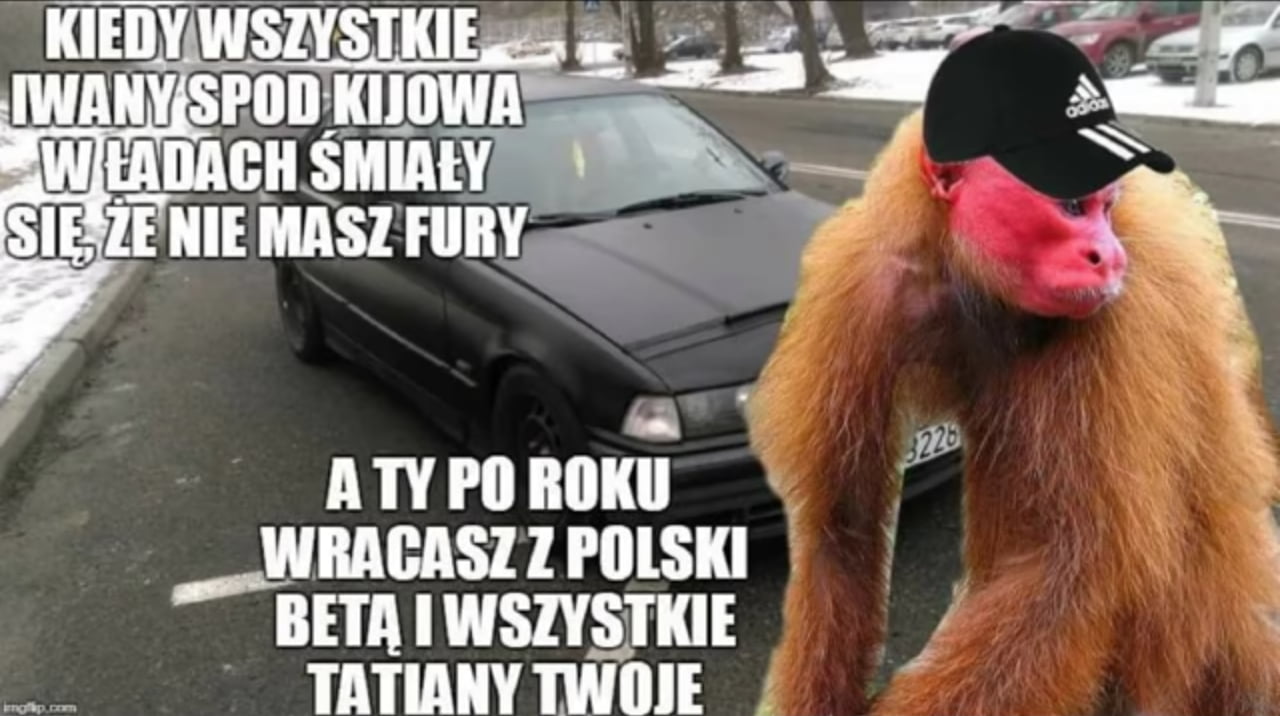 KIEDY WSZYSTKIE
IWANY SPOD KIJOWA
W ŁADACH ŚMIAŁY
SIĘ, ŻE NIE MASZ FURY
adidas
3226
A TY PO ROKU
WRACASZ Z POLSKI
BETĄ I WSZYSTKIE
TATIANY TWOJE
imgflip.com